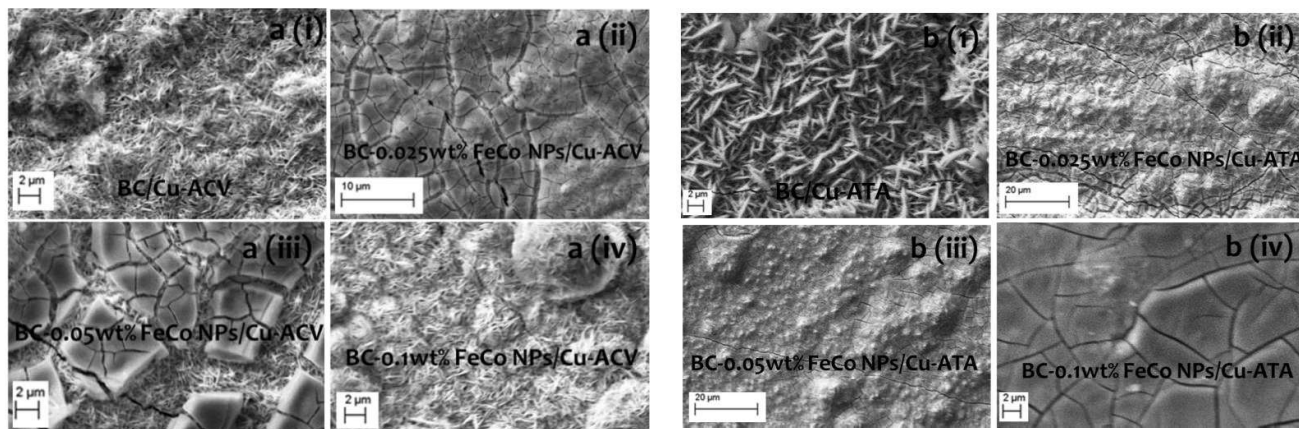 a (i)
2 µm
BC/Cu-ACV
a (ii)
BC-0.025wt% FeCo NPs/Cu-ACV
10 µm
b (i)
BC/Cu-ATA
2 µm
b (ii)
BC-0.025wt% FeCo NPs/Cu-ATA
20 µm
a (iii)
BC-0.05wt% FeCo NPs/Cu-ACV
2 µm
a (iv)
BC-0.1wt% FeCo NPs/Cu-ACV
2 µm
b (iii)
BC-0.05wt% FeCo NPs/Cu-ATA
20 µm
b (iv)
BC-0.1wt% FeCo NPs/Cu-ATA
2 µm